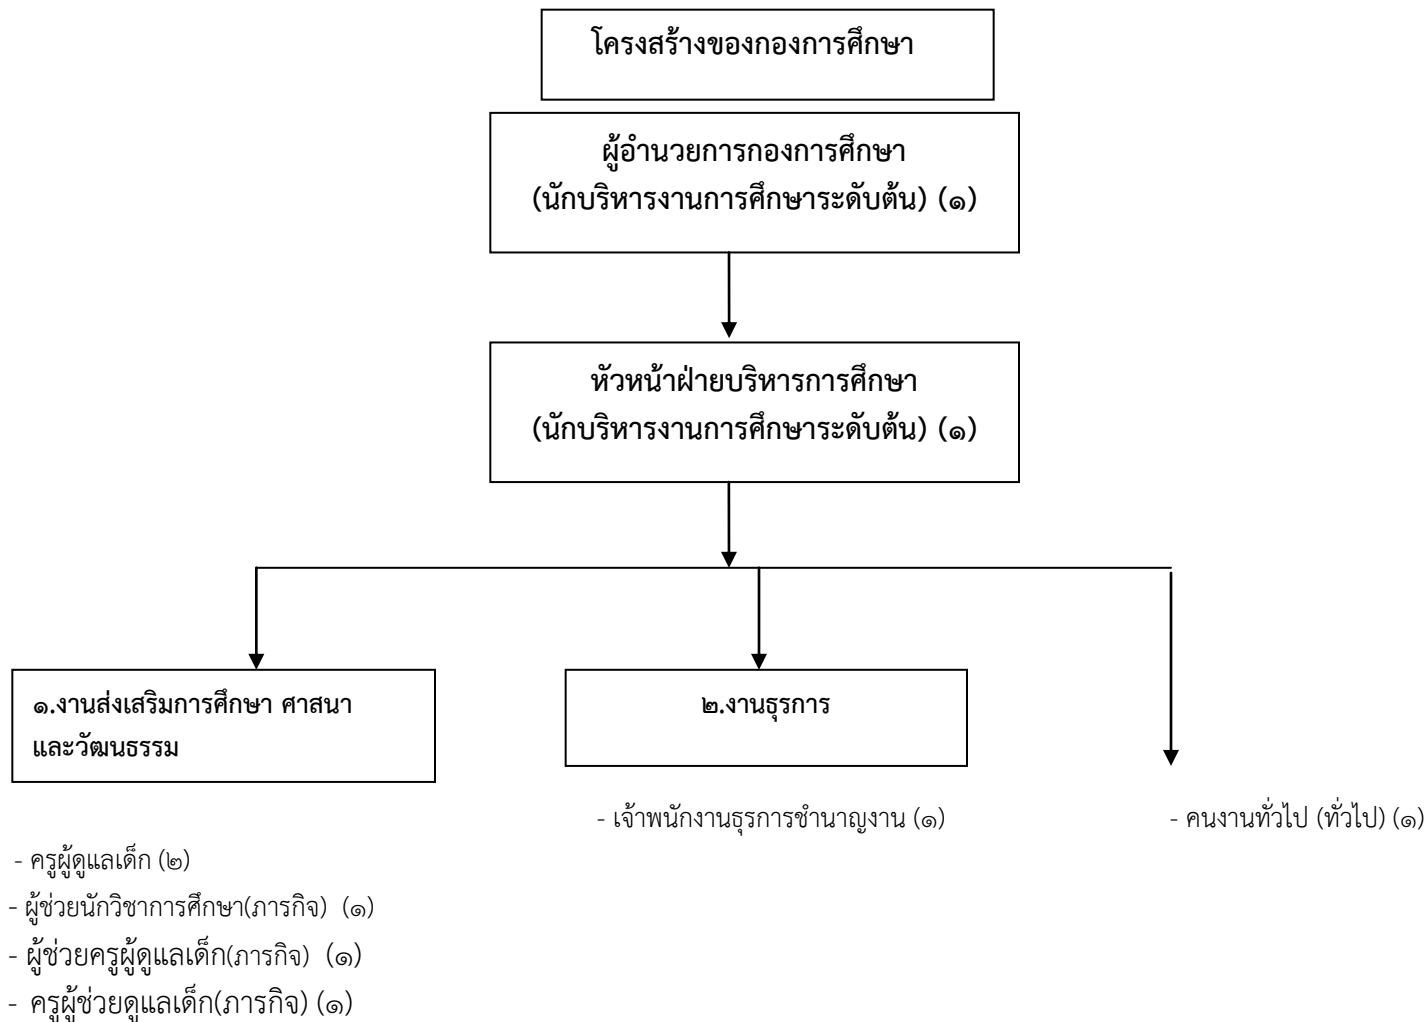 โครงสร้างของกองการศึกษา
ผู้อำนวยการกองการศึกษา
(นักบริหารงานการศึกษาระดับต้น) (๑)
หัวหน้าฝ่ายบริหารการศึกษา
(นักบริหารงานการศึกษาระดับต้น) (๑)
๑.งานส่งเสริมการศึกษา ศาสนา
และวัฒนธรรม
๒.งานธุรการ
- เจ้าพนักงานธุรการชำนาญงาน (๑)
- คนงานทั่วไป (ทั่วไป) (๑)
- ครูผู้ดูแลเด็ก (๒)
- ผู้ช่วยนักวิชาการศึกษา(ภารกิจ) (๑)
- ผู้ช่วยครูผู้ดูแลเด็ก(ภารกิจ) (๑)
- ครูผู้ช่วยดูแลเด็ก(ภารกิจ) (๑)